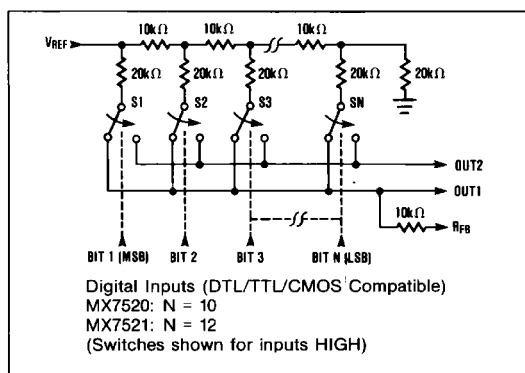 10kΩ 10kΩ 10kΩ
VREF
20kΩ 20kΩ 20kΩ 20kΩ 20kΩ
S1 S2 S3 SN
OUT2
OUT1
10kΩ
RFB
BIT 1 (MSB) BIT 2 BIT 3 BIT N (LSB)
Digital Inputs (DTL/TTL/CMOS Compatible)
MX7520: N = 10
MX7521: N = 12
(Switches shown for inputs HIGH)